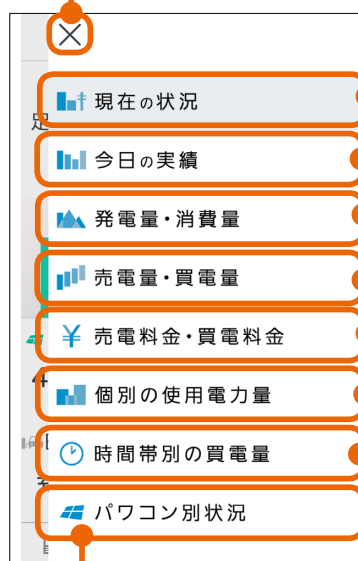 現在の状況
定
今日の実績
発電量・消費量
売電量・買電量
¥ 売電料金・買電料金
4
個別の使用電力量
時間帯別の買電量
パワコン別状況